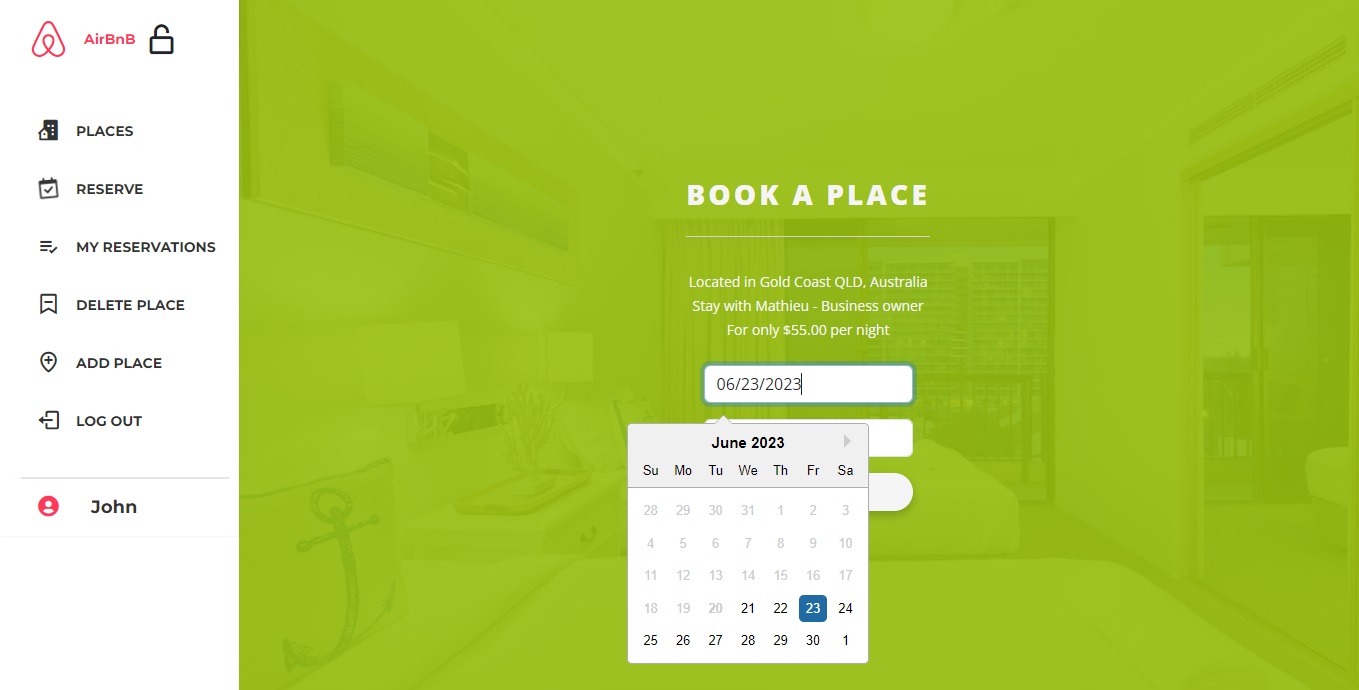 AirBnB
PLACES
RESERVE
MY RESERVATIONS
DELETE PLACE
ADD PLACE
LOG OUT
John
BOOK A PLACE
Located in Gold Coast QLD, Australia
Stay with Mathieu - Business owner
For only $55.00 per night
06/23/2023
June 2023
Su Mo Tu We Th Fr Sa
28 29 30 31 1 2 3
4 5 6 7 8 9 10
11 12 13 14 15 16 17
18 19 20 21 22 23 24
25 26 27 28 29 30 1